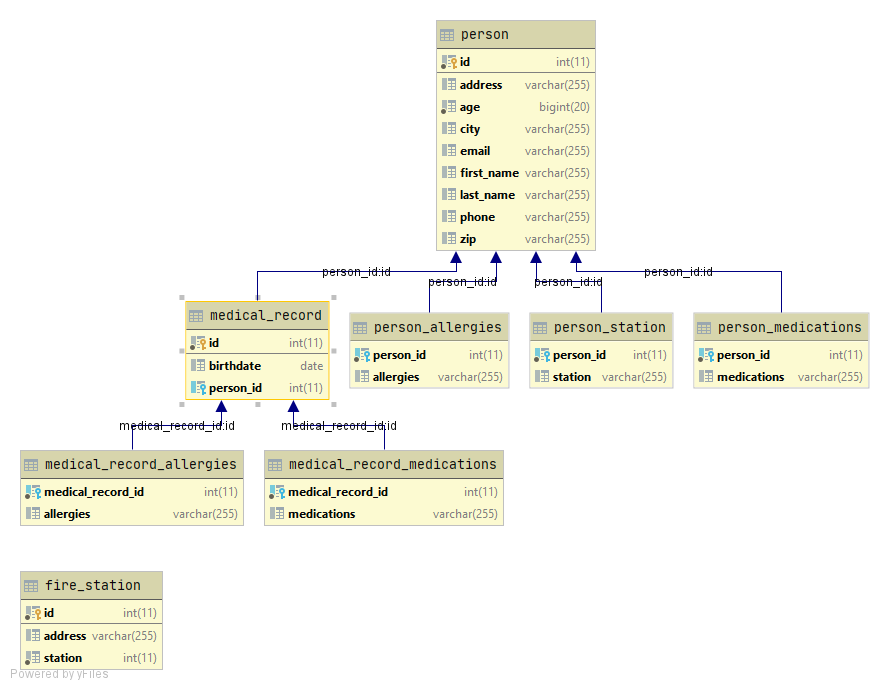 person
id int(11)
address varchar(255)
age bigint(20)
city varchar(255)
email varchar(255)
first_name varchar(255)
last_name varchar(255)
phone varchar(255)
zip varchar(255)
person_id:id
person_id:id
person_id:id
person_id:id
medical_record
id int(11)
birthdate date
person_id int(11)
person_allergies
person_id int(11)
allergies varchar(255)
person_station
person_id int(11)
station varchar(255)
person_medications
person_id int(11)
medications varchar(255)
medical_record_id:id
medical_record_id:id
medical_record_allergies
medical_record_id int(11)
allergies varchar(255)
medical_record_medications
medical_record_id int(11)
medications varchar(255)
fire_station
id int(11)
address varchar(255)
station int(11)
Powered by yFiles